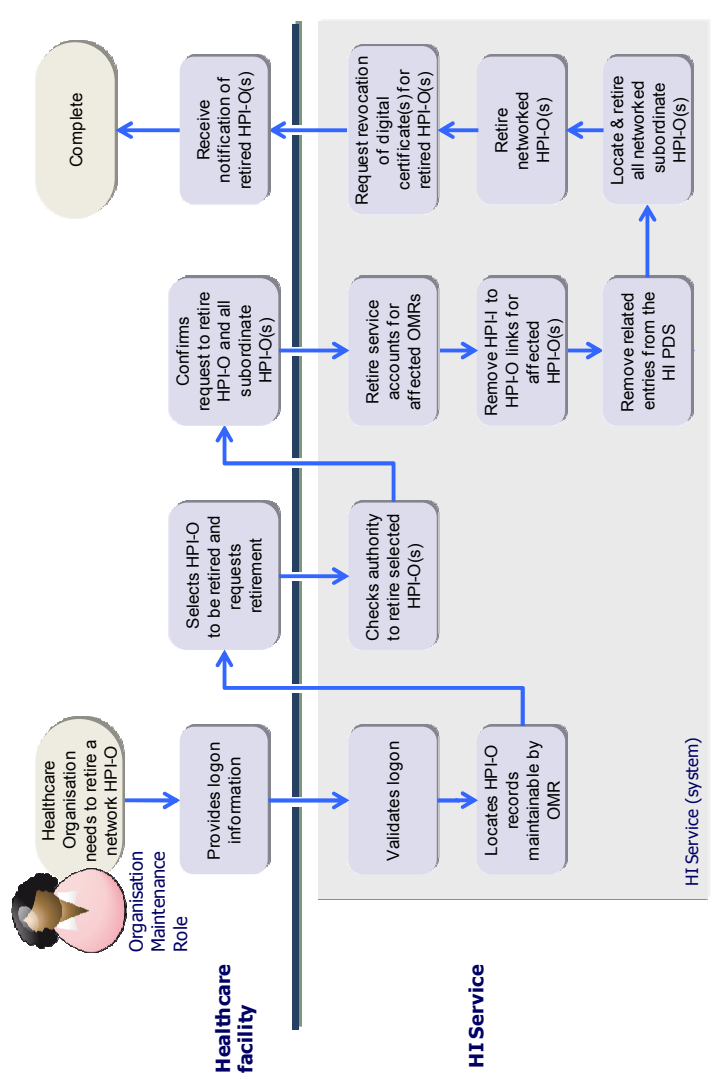 Healthcare
Organisation
needs to retire a
network HPI-O
Organisation
Maintenance
Role
Complete
Healthcare
facility
Provides logon
information
Selects HPI-O
to be retired and
requests
retirement
Confirms
request to retire
HPI-O and all
subordinate
HPI-O(s)
Receive
notification of
retired HPI-O(s)
HI Service
Validates logon
Checks authority
to retire selected
HPI-O(s)
Retire service
accounts for
affected OMRs
Request revocation
of digital
certificate(s) for
retired HPI-O(s)
Locates HPI-O
records
maintainable by
OMR
Remove HPI-I to
HPI-O links for
affected
HPI-O(s)
Retire
networked
HPI-O(s)
Remove related
entries from the
HI PDS
Locate & retire
all networked
subordinate
HPI-O(s)
HI Service (system)